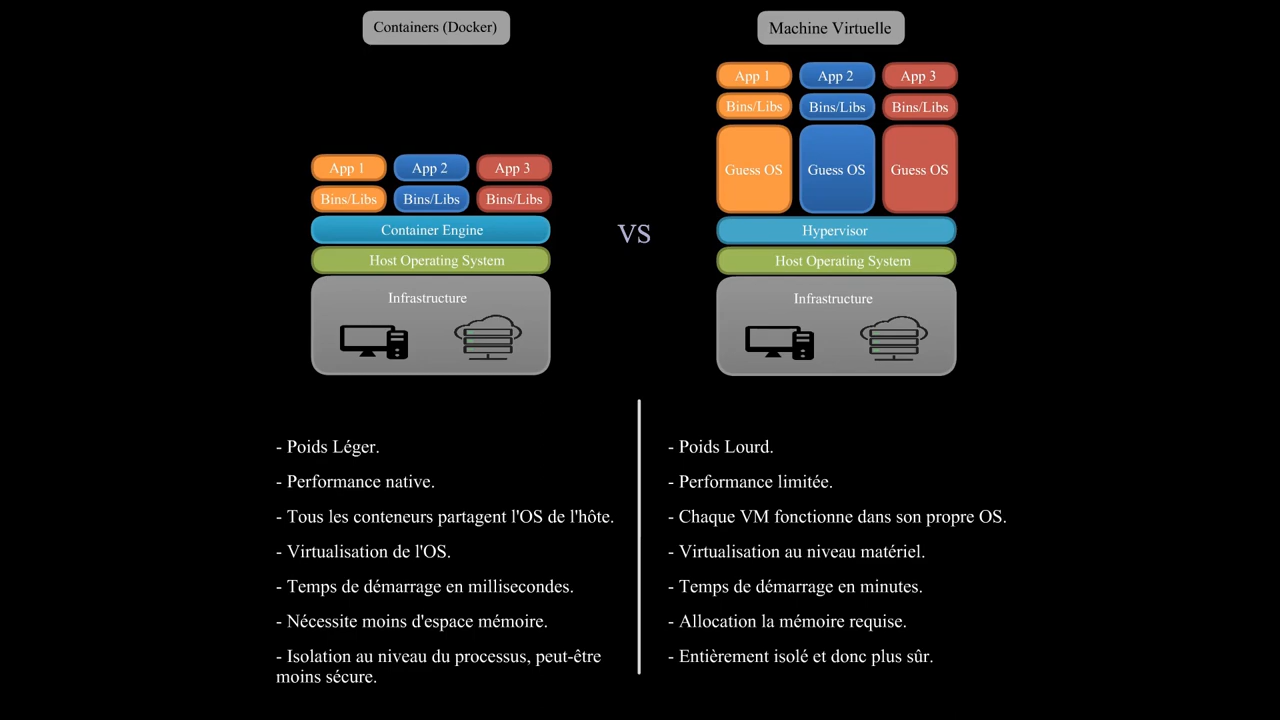 Containers (Docker)
App 1 App 2 App 3
Bins/Libs Bins/Libs Bins/Libs
Container Engine
Host Operating System
Infrastructure
VS
Machine Virtuelle
App 1 App 2 App 3
Bins/Libs Bins/Libs Bins/Libs
Guess OS Guess OS Guess OS
Hypervisor
Host Operating System
Infrastructure
- Poids Léger.
- Performance native.
- Tous les conteneurs partagent l'OS de l'hôte.
- Virtualisation de l'OS.
- Temps de démarrage en millisecondes.
- Nécessite moins d'espace mémoire.
- Isolation au niveau du processus, peut-être
moins sécure.
- Poids Lourd.
- Performance limitée.
- Chaque VM fonctionne dans son propre OS.
- Virtualisation au niveau matériel.
- Temps de démarrage en minutes.
- Allocation la mémoire requise.
- Entièrement isolé et donc plus sûr.